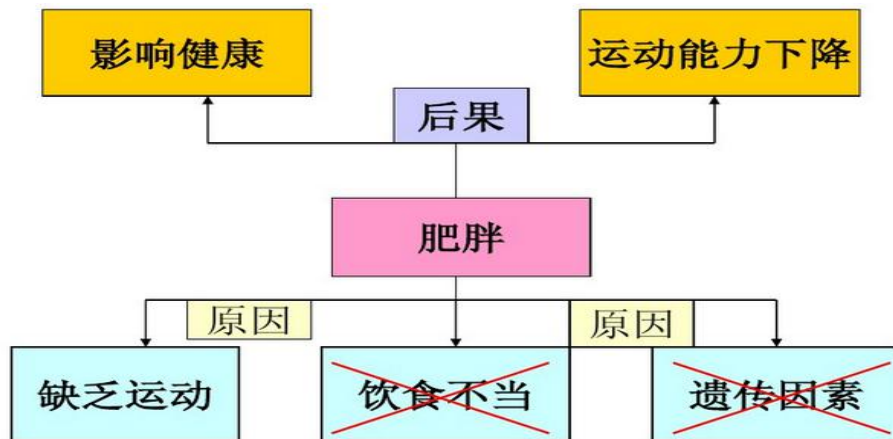 影响健康
运动能力下降
后果
肥胖
原因
原因
缺乏运动
饮食不当
遗传因素